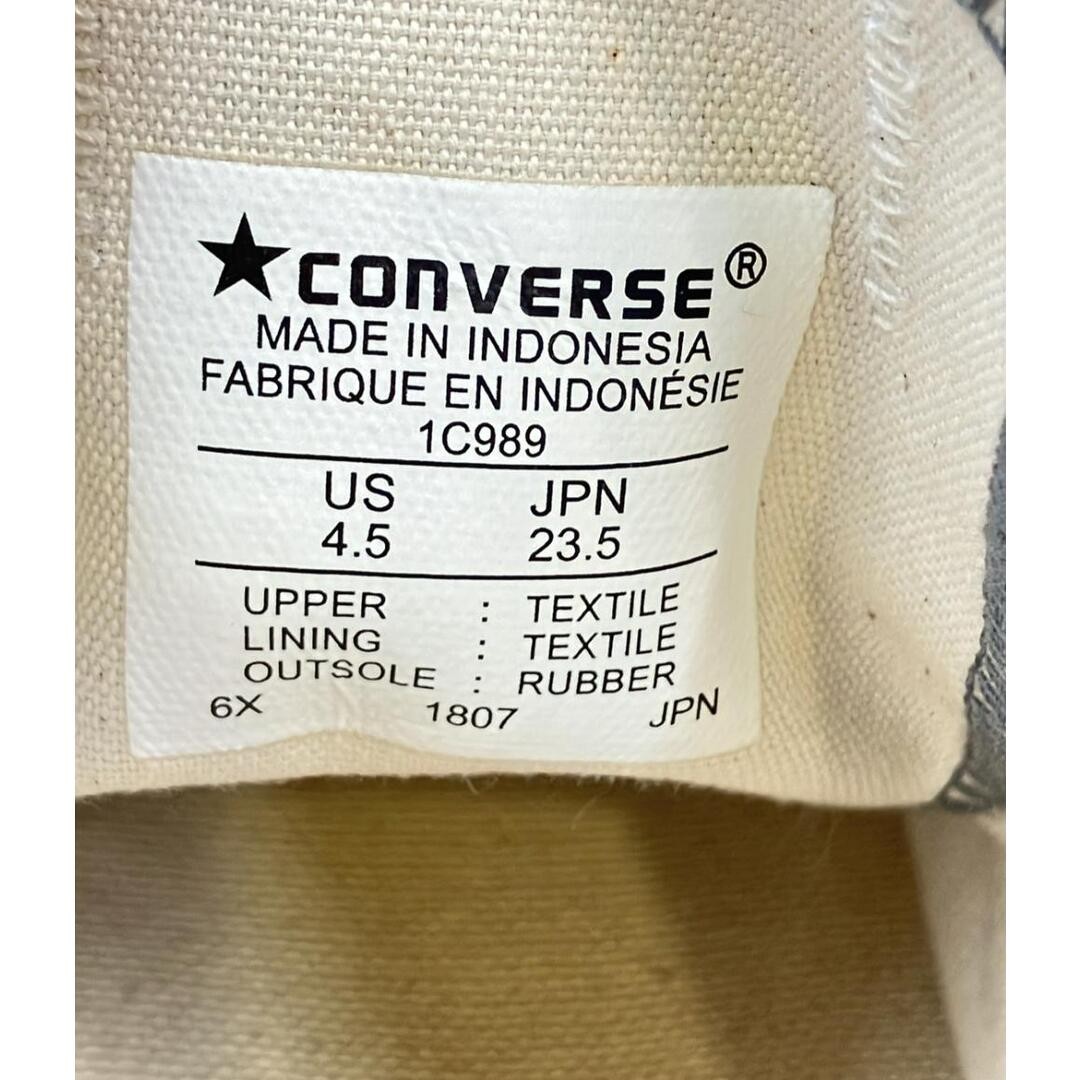 ★CONVERSE®
MADE IN INDONESIA
FABRIQUE EN INDONÉSIE
1C989
US JPN
4.5 23.5
UPPER : TEXTILE
LINING : TEXTILE
OUTSOLE : RUBBER
6X 1807 JPN